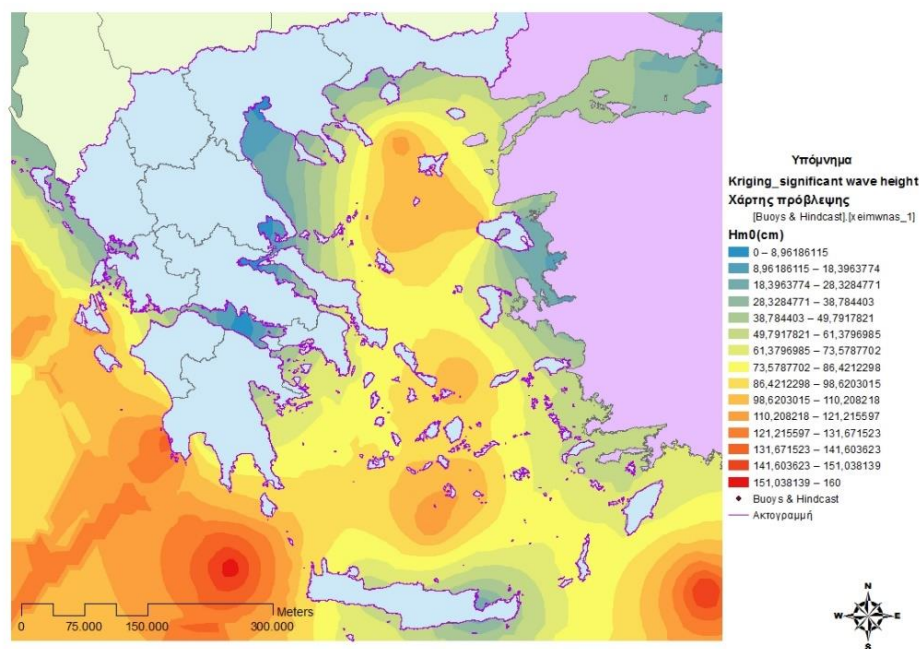 Υπόμνημα
Kriging_significant wave height
Χάρτης πρόβλεψης
[Buoys & Hindcast].[xeimwnas_1]
Hm0(cm)
0 – 8,96186115
8,96186115 – 18,3963774
18,3963774 – 28,3284771
28,3284771 – 38,784403
38,784403 – 49,7917821
49,7917821 – 61,3796985
61,3796985 – 73,5787702
73,5787702 – 86,4212298
86,4212298 – 98,6203015
98,6203015 – 110,208218
110,208218 – 121,215597
121,215597 – 131,671523
131,671523 – 141,603623
141,603623 – 151,038139
151,038139 – 160
Buoys & Hindcast
Ακτογραμμή
Meters
0 75.000 150.000 300.000
N
W E
S